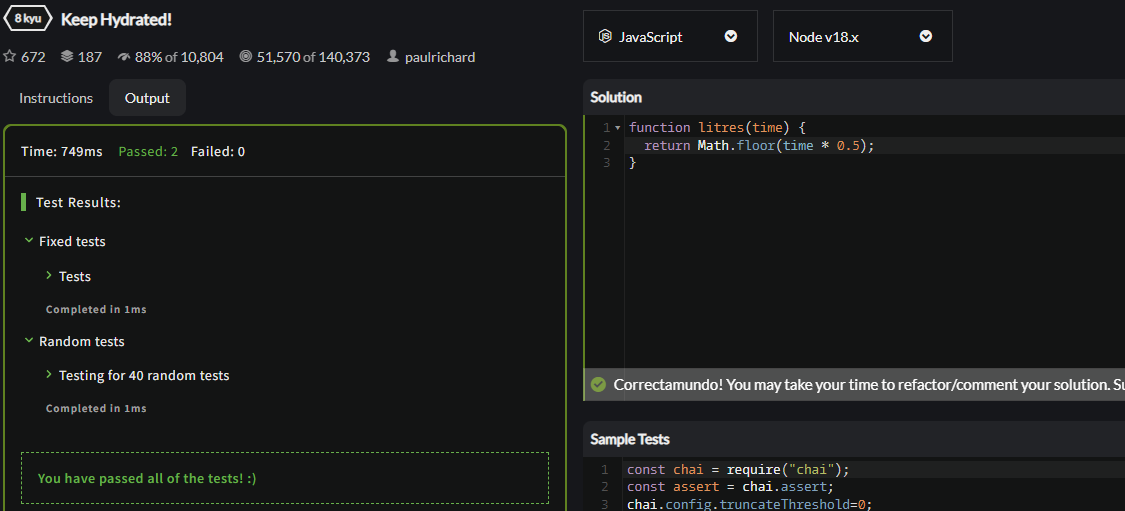 8 kyu Keep Hydrated!
672 187 88% of 10,804 51,570 of 140,373 paulrichard
Instructions Output
Time: 749ms Passed: 2 Failed: 0
Test Results:
Fixed tests
Tests
Completed in 1ms
Random tests
Testing for 40 random tests
Completed in 1ms
You have passed all of the tests! :)
JavaScript Node v18.x
Solution
1 function litres(time) {
2 return Math.floor(time * 0.5);
3 }
Correctamundo! You may take your time to refactor/comment your solution. Su
Sample Tests
1 const chai = require("chai");
2 const assert = chai.assert;
3 chai.config.truncateThreshold=0;